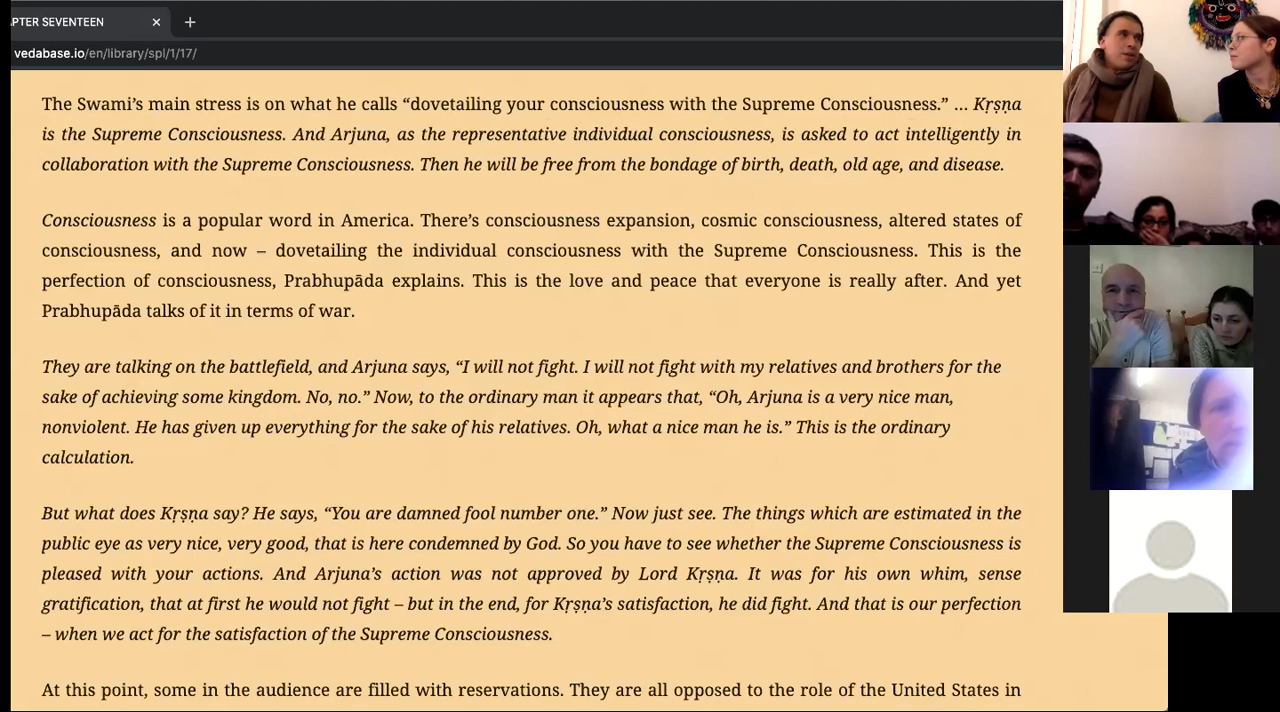 PTER SEVENTEEN
vedabase.io/en/library/spl/1/17/
The Swami’s main stress is on what he calls “dovetailing your consciousness with the Supreme Consciousness.” … Kṛṣṇa
is the Supreme Consciousness. And Arjuna, as the representative individual consciousness, is asked to act intelligently in
collaboration with the Supreme Consciousness. Then he will be free from the bondage of birth, death, old age, and disease.
Consciousness is a popular word in America. There’s consciousness expansion, cosmic consciousness, altered states of
consciousness, and now – dovetailing the individual consciousness with the Supreme Consciousness. This is the
perfection of consciousness, Prabhupāda explains. This is the love and peace that everyone is really after. And yet
Prabhupāda talks of it in terms of war.
They are talking on the battlefield, and Arjuna says, “I will not fight. I will not fight with my relatives and brothers for the
sake of achieving some kingdom. No, no.” Now, to the ordinary man it appears that, “Oh, Arjuna is a very nice man,
nonviolent. He has given up everything for the sake of his relatives. Oh, what a nice man he is.” This is the ordinary
calculation.
But what does Kṛṣṇa say? He says, “You are damned fool number one.” Now just see. The things which are estimated in the
public eye as very nice, very good, that is here condemned by God. So you have to see whether the Supreme Consciousness is
pleased with your actions. And Arjuna’s action was not approved by Lord Kṛṣṇa. It was for his own whim, sense
gratification, that at first he would not fight – but in the end, for Kṛṣṇa’s satisfaction, he did fight. And that is our perfection
– when we act for the satisfaction of the Supreme Consciousness.
At this point, some in the audience are filled with reservations. They are all opposed to the role of the United States in